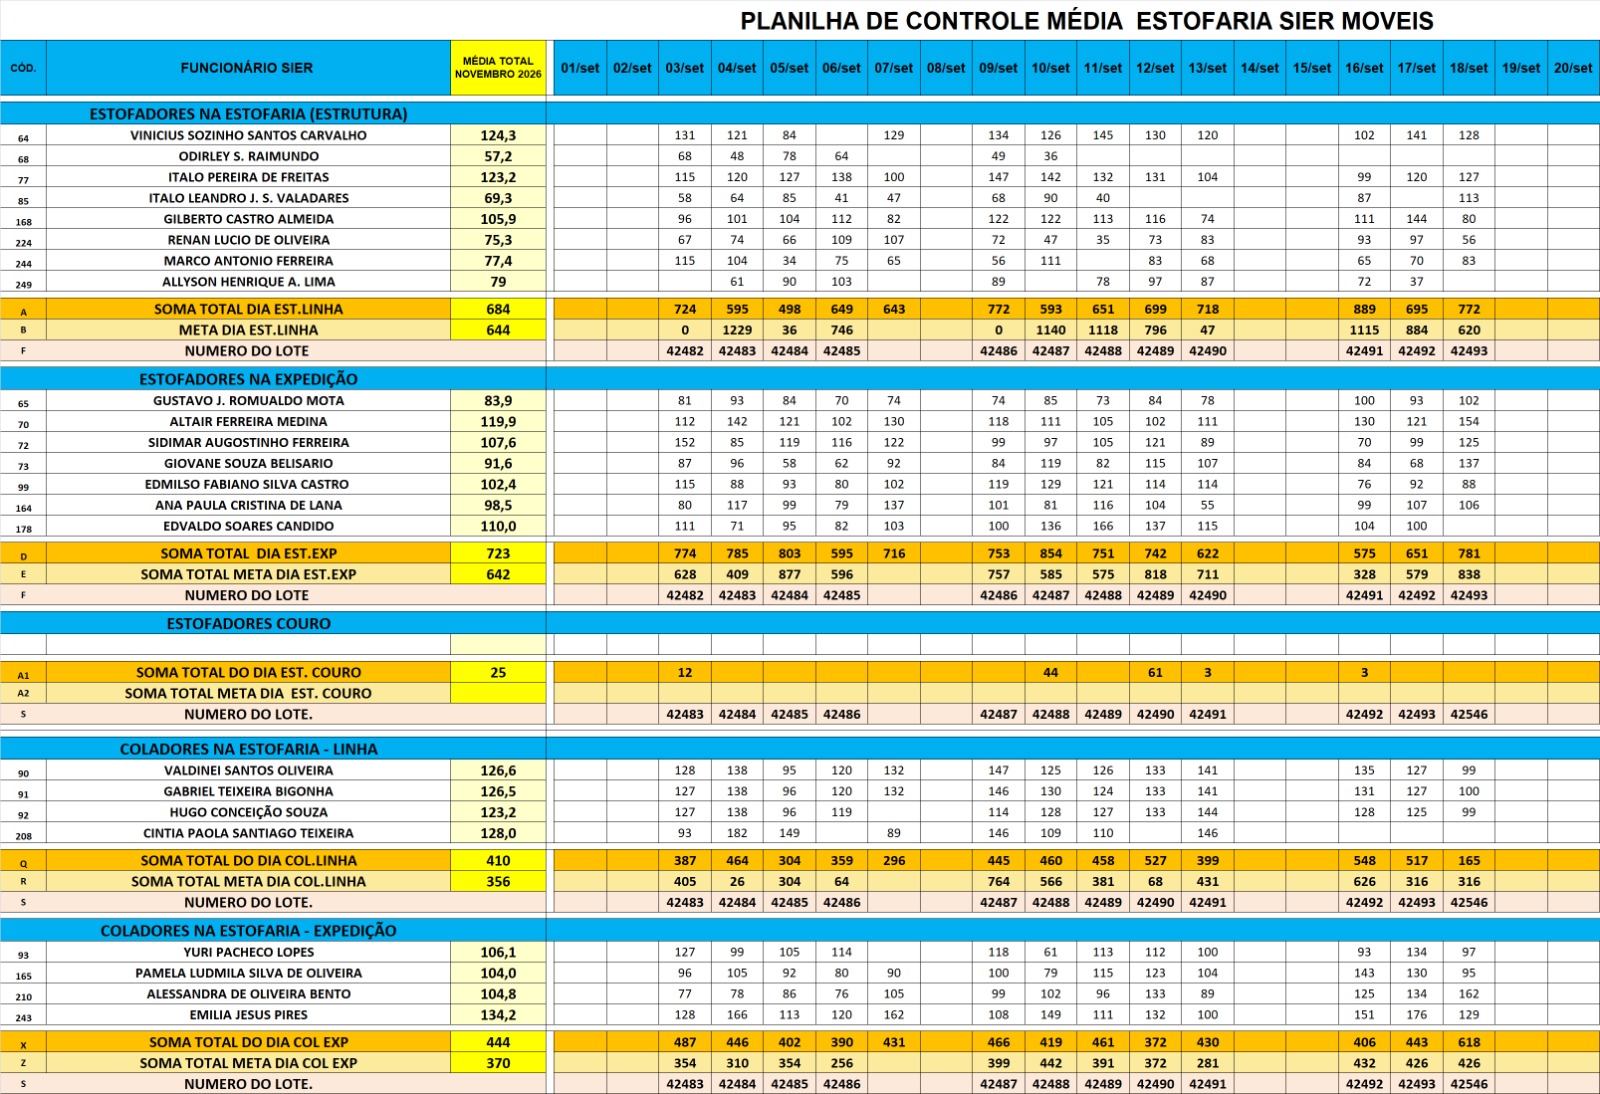 PLANILHA DE CONTROLE MÉDIA ESTOFARIA SIER MOVEIS
CÓD. FUNCIONÁRIO SIER MÉDIA TOTAL NOVEMBRO 2026 01/set 02/set 03/set 04/set 05/set 06/set 07/set 08/set 09/set 10/set 11/set 12/set 13/set 14/set 15/set 16/set 17/set 18/set 19/set 20/set
ESTOFADORES NA ESTOFARIA (ESTRUTURA)
64 VINICIUS SOZINHO SANTOS CARVALHO 124,3 131 121 84 129 134 126 145 130 120 102 141 128
68 ODIRLEY S. RAIMUNDO 57,2 68 48 78 64 49 36
77 ITALO PEREIRA DE FREITAS 123,2 115 120 127 138 100 147 142 132 131 104 99 120 127
85 ITALO LEANDRO J. S. VALADARES 69,3 58 64 85 41 47 68 90 40 87 113
168 GILBERTO CASTRO ALMEIDA 105,9 96 101 104 112 82 122 122 113 116 74 111 144 80
224 RENAN LUCIO DE OLIVEIRA 75,3 67 74 66 109 107 72 47 35 73 83 93 97 56
244 MARCO ANTONIO FERREIRA 77,4 115 104 34 75 65 56 111 83 68 65 70 83
249 ALLYSON HENRIQUE A. LIMA 79 61 90 103 89 78 97 87 72 37
A SOMA TOTAL DIA EST.LINHA 684 724 595 498 649 643 772 593 651 699 718 889 695 772
B META DIA EST.LINHA 644 0 1229 36 746 0 1140 1118 796 47 1115 884 620
F NUMERO DO LOTE 42482 42483 42484 42485 42486 42487 42488 42489 42490 42491 42492 42493
ESTOFADORES NA EXPEDIÇÃO
65 GUSTAVO J. ROMUALDO MOTA 83,9 81 93 84 70 74 74 85 73 84 78 100 93 102
70 ALTAIR FERREIRA MEDINA 119,9 112 142 121 102 130 118 111 105 102 111 130 121 154
72 SIDIMAR AUGOSTINHO FERREIRA 107,6 152 85 119 116 122 99 97 105 121 89 70 99 125
73 GIOVANE SOUZA BELISARIO 91,6 87 96 58 62 92 84 119 82 115 107 84 68 137
99 EDMILSO FABIANO SILVA CASTRO 102,4 115 88 93 80 102 119 129 121 114 114 76 92 88
164 ANA PAULA CRISTINA DE LANA 98,5 80 117 99 79 137 101 81 116 104 55 99 107 106
178 EDVALDO SOARES CANDIDO 110,0 111 71 95 82 103 100 136 166 137 115 104 100
D SOMA TOTAL DIA EST.EXP 723 774 785 803 595 716 753 854 751 742 622 575 651 781
E SOMA TOTAL META DIA EST.EXP 642 628 409 877 596 757 585 575 818 711 328 579 838
F NUMERO DO LOTE 42482 42483 42484 42485 42486 42487 42488 42489 42490 42491 42492 42493
ESTOFADORES COURO
A1 SOMA TOTAL DO DIA EST. COURO 25 12 44 61 3 3
A2 SOMA TOTAL META DIA EST. COURO
S NUMERO DO LOTE. 42483 42484 42485 42486 42487 42488 42489 42490 42491 42492 42493 42546
COLADORES NA ESTOFARIA - LINHA
90 VALDINEI SANTOS OLIVEIRA 126,6 128 138 95 120 132 147 125 126 133 141 135 127 99
91 GABRIEL TEIXEIRA BIGONHA 126,5 127 138 96 120 132 146 130 124 133 141 131 127 100
92 HUGO CONCEIÇÃO SOUZA 123,2 127 138 96 119 114 128 127 133 144 128 125 99
208 CINTIA PAOLA SANTIAGO TEIXEIRA 128,0 93 182 149 89 146 109 110 146
Q SOMA TOTAL DO DIA COL.LINHA 410 387 464 304 359 296 445 460 458 527 399 548 517 165
R SOMA TOTAL META DIA COL.LINHA 356 405 26 304 64 764 566 381 68 431 626 316 316
S NUMERO DO LOTE. 42483 42484 42485 42486 42487 42488 42489 42490 42491 42492 42493 42546
COLADORES NA ESTOFARIA - EXPEDIÇÃO
93 YURI PACHECO LOPES 106,1 127 99 105 114 118 61 113 112 100 93 134 97
165 PAMELA LUDMILA SILVA DE OLIVEIRA 104,0 96 105 92 80 90 100 79 115 123 104 143 130 95
210 ALESSANDRA DE OLIVEIRA BENTO 104,8 77 78 86 76 105 99 102 96 133 89 125 134 162
243 EMILIA JESUS PIRES 134,2 128 166 113 120 162 108 149 111 132 100 151 176 129
X SOMA TOTAL DO DIA COL EXP 444 487 446 402 390 431 466 419 461 372 430 406 443 618
Z SOMA TOTAL META DIA COL EXP 370 354 310 354 256 399 442 391 372 281 432 426 426
S NUMERO DO LOTE. 42483 42484 42485 42486 42487 42488 42489 42490 42491 42492 42493 42546